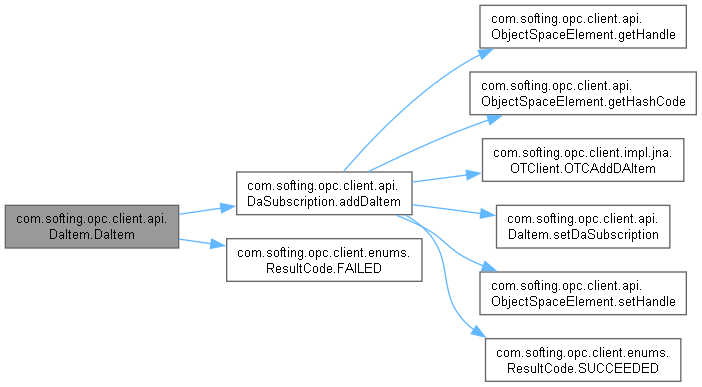 com.softing.opc.client.api.
DaItem.DaItem
com.softing.opc.client.api.
DaSubscription.addDaItem
com.softing.opc.client.enums.
ResultCode.FAILED
com.softing.opc.client.api.
ObjectSpaceElement.getHandle
com.softing.opc.client.api.
ObjectSpaceElement.getHashCode
com.softing.opc.client.impl.jna.
OTClient.OTCAddDAItem
com.softing.opc.client.api.
DaItem.setDaSubscription
com.softing.opc.client.api.
ObjectSpaceElement.setHandle
com.softing.opc.client.enums.
ResultCode.SUCCEEDED